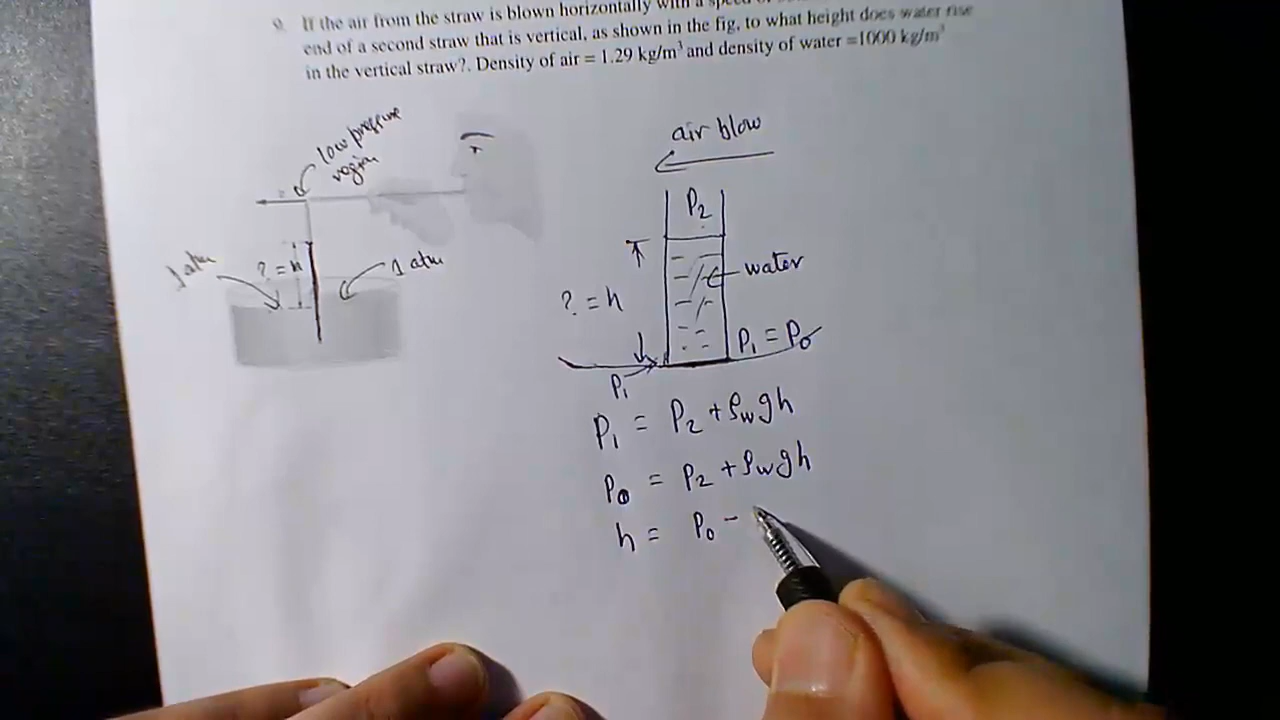 9. If the air from the straw is blown horizontally with a speed of
end of a second straw that is vertical, as shown in the fig, to what height does water rise
in the vertical straw?. Density of air = 1.29 kg/m³ and density of water =1000 kg/m³
low pressure
region
1 atm
? = h
1 atm
air blow
P₂
water
? = h
P₁ = P₀
P₁
P₁ = P₂ + ρwgh
P₀ = P₂ + ρwgh
h = P₀ -